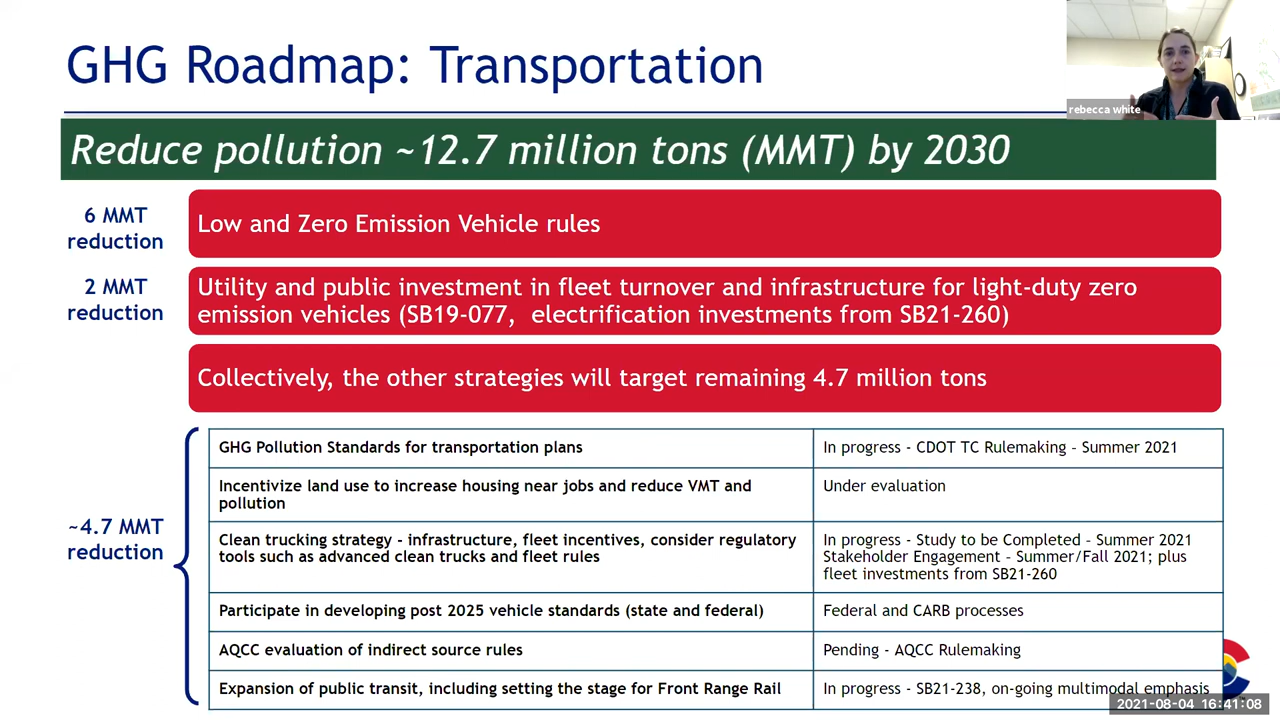 GHG Roadmap: Transportation
rebecca white
Reduce pollution ~12.7 million tons (MMT) by 2030
6 MMT
reduction
Low and Zero Emission Vehicle rules
2 MMT
reduction
Utility and public investment in fleet turnover and infrastructure for light-duty zero
emission vehicles (SB19-077,  electrification investments from SB21-260)
Collectively, the other strategies will target remaining 4.7 million tons
~4.7 MMT
reduction
GHG Pollution Standards for transportation plans
In progress - CDOT TC Rulemaking - Summer 2021
Incentivize land use to increase housing near jobs and reduce VMT and
pollution
Under evaluation
Clean trucking strategy - infrastructure, fleet incentives, consider regulatory
tools such as advanced clean trucks and fleet rules
In progress - Study to be Completed - Summer 2021
Stakeholder Engagement - Summer/Fall 2021; plus
fleet investments from SB21-260
Participate in developing post 2025 vehicle standards (state and federal)
Federal and CARB processes
AQCC evaluation of indirect source rules
Pending - AQCC Rulemaking
Expansion of public transit, including setting the stage for Front Range Rail
In progress - SB21-238, on-going multimodal emphasis
2021-08-04 16:41:08